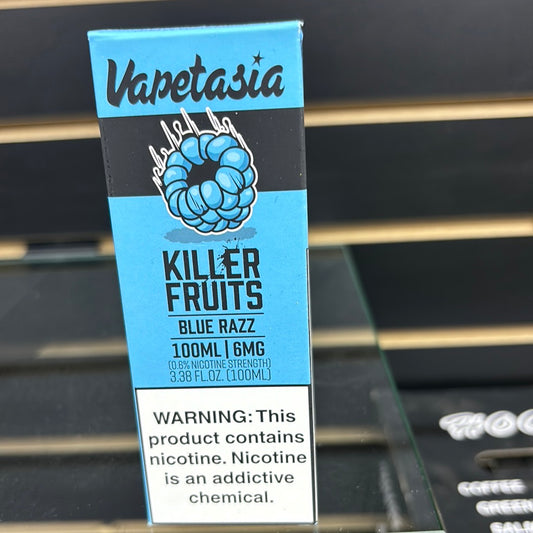 Vapetasia
KILLER
FRUITS
BLUE RAZZ
100ML | 6MG
(0.6% NICOTINE STRENGTH)
3.38 FL.OZ. (100ML)
WARNING: This
product contains
nicotine. Nicotine
is an addictive
chemical.
COFFEE
GREEN